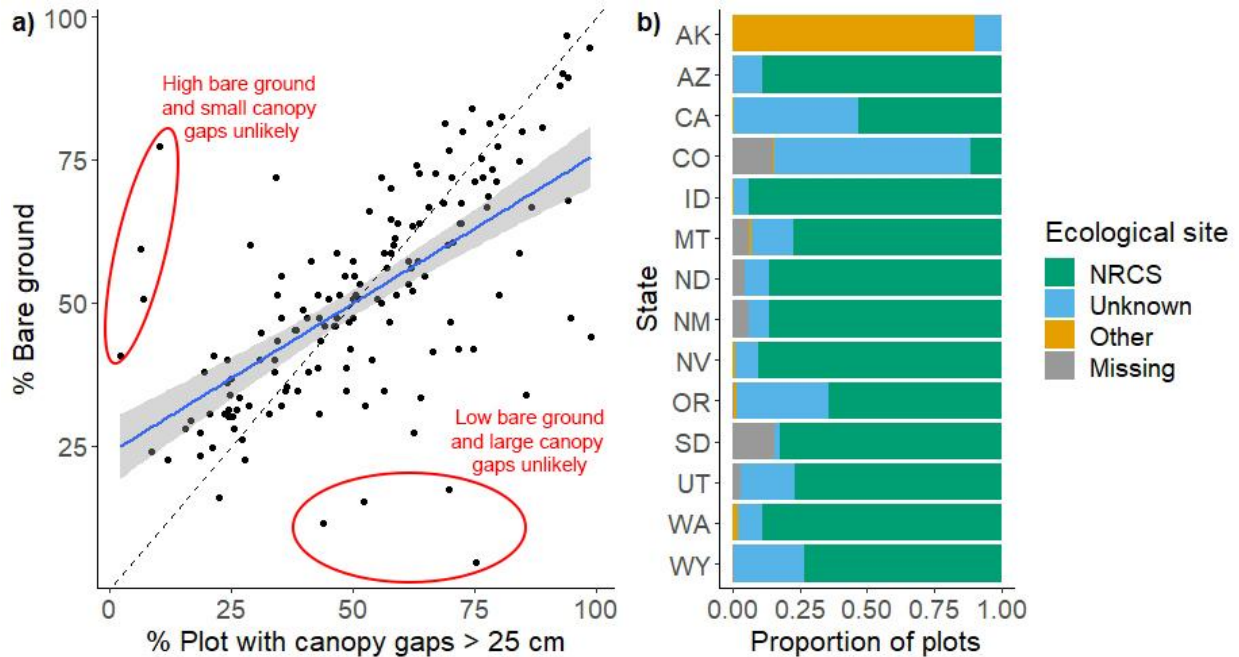 a)
100
75
50
25
% Bare ground
High bare ground
and small canopy
gaps unlikely
Low bare ground
and large canopy
gaps unlikely
0
25
50
75
100
% Plot with canopy gaps > 25 cm
b)
State
AK
AZ
CA
CO
ID
MT
ND
NM
NV
OR
SD
UT
WA
WY
0.00
0.25
0.50
0.75
1.00
Proportion of plots
Ecological site
NRCS
Unknown
Other
Missing